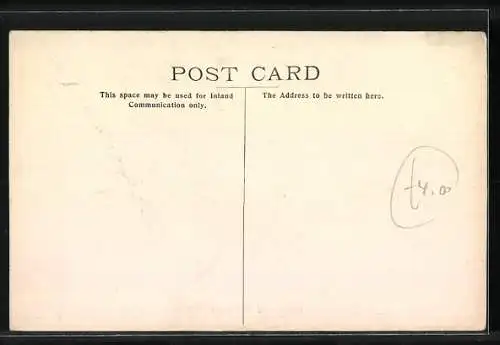 POST CARD
This space may be used for Inland
Communication only.
The Address to be written here.
£4.00